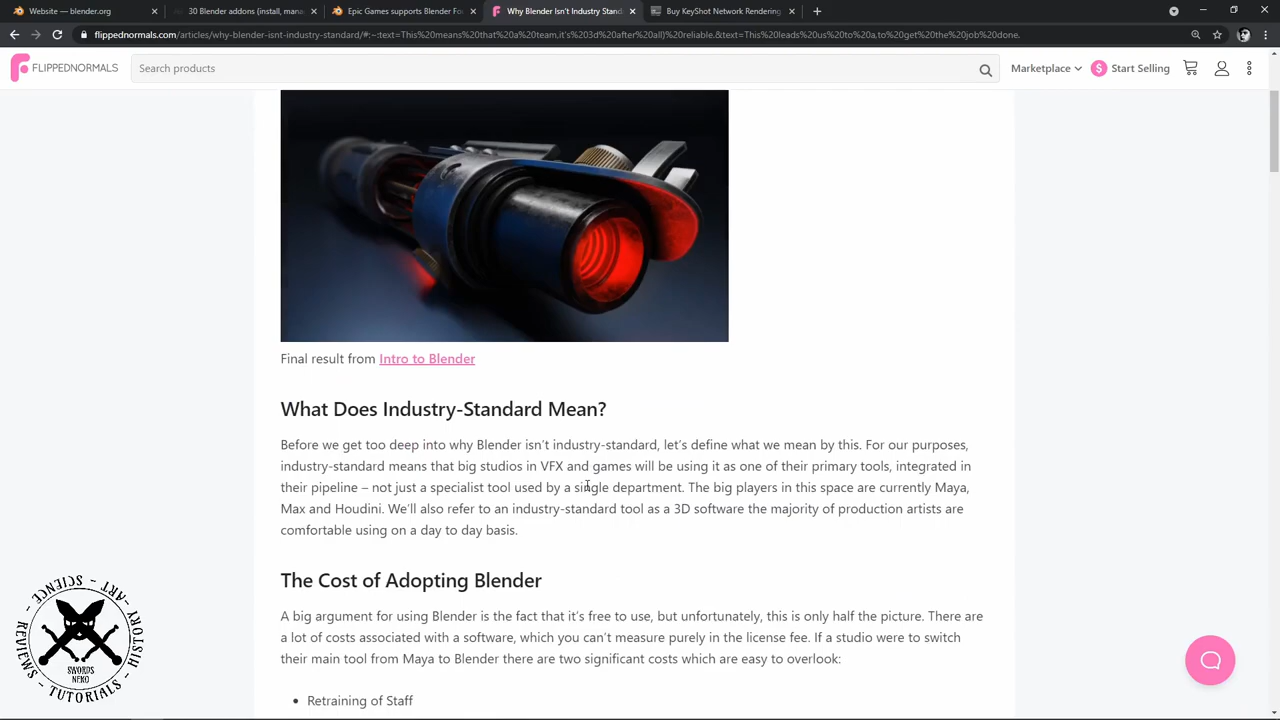 Website — blender.org
30 Blender addons (install, mana
Epic Games supports Blender Fo
Why Blender Isn't Industry Stand
Buy KeyShot Network Rendering
flippednormals.com/articles/why-blender-isnt-industry-standard/#:~:text=This%20means%20that%20a%20team,it's%203d%20after%20all)%20reliable.&text=This%20leads%20us%20to%20a,to%20get%20the%20job%20done.
FLIPPEDNORMALS
Search products
Marketplace
$ Start Selling
Final result from Intro to Blender
What Does Industry-Standard Mean?
Before we get too deep into why Blender isn't industry-standard, let's define what we mean by this. For our purposes,
industry-standard means that big studios in VFX and games will be using it as one of their primary tools, integrated in
their pipeline – not just a specialist tool used by a single department. The big players in this space are currently Maya,
Max and Houdini. We'll also refer to an industry-standard tool as a 3D software the majority of production artists are
comfortable using on a day to day basis.
The Cost of Adopting Blender
A big argument for using Blender is the fact that it's free to use, but unfortunately, this is only half the picture. There are
a lot of costs associated with a software, which you can't measure purely in the license fee. If a studio were to switch
their main tool from Maya to Blender there are two significant costs which are easy to overlook:
• Retraining of Staff
REVIEWS - TUTORIALS - HISTORY - ART - SCIENCE
SWORDS
NEKO